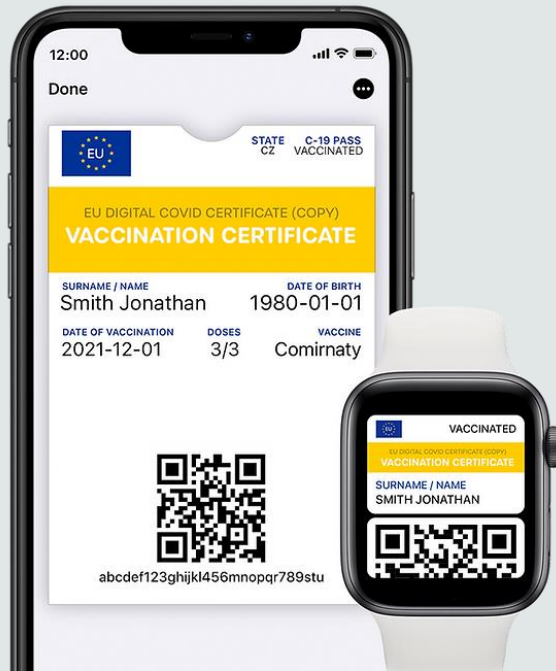 12:00
Done
EU
STATE C-19 PASS
CZ VACCINATED
EU DIGITAL COVID CERTIFICATE (COPY)
VACCINATION CERTIFICATE
SURNAME / NAME DATE OF BIRTH
Smith Jonathan 1980-01-01
DATE OF VACCINATION DOSES VACCINE
2021-12-01 3/3 Comirnaty
abcdef123ghijkl456mnopqr789stu
EU VACCINATED
EU DIGITAL COVID CERTIFICATE (COPY)
VACCINATION CERTIFICATE
SURNAME / NAME
SMITH JONATHAN